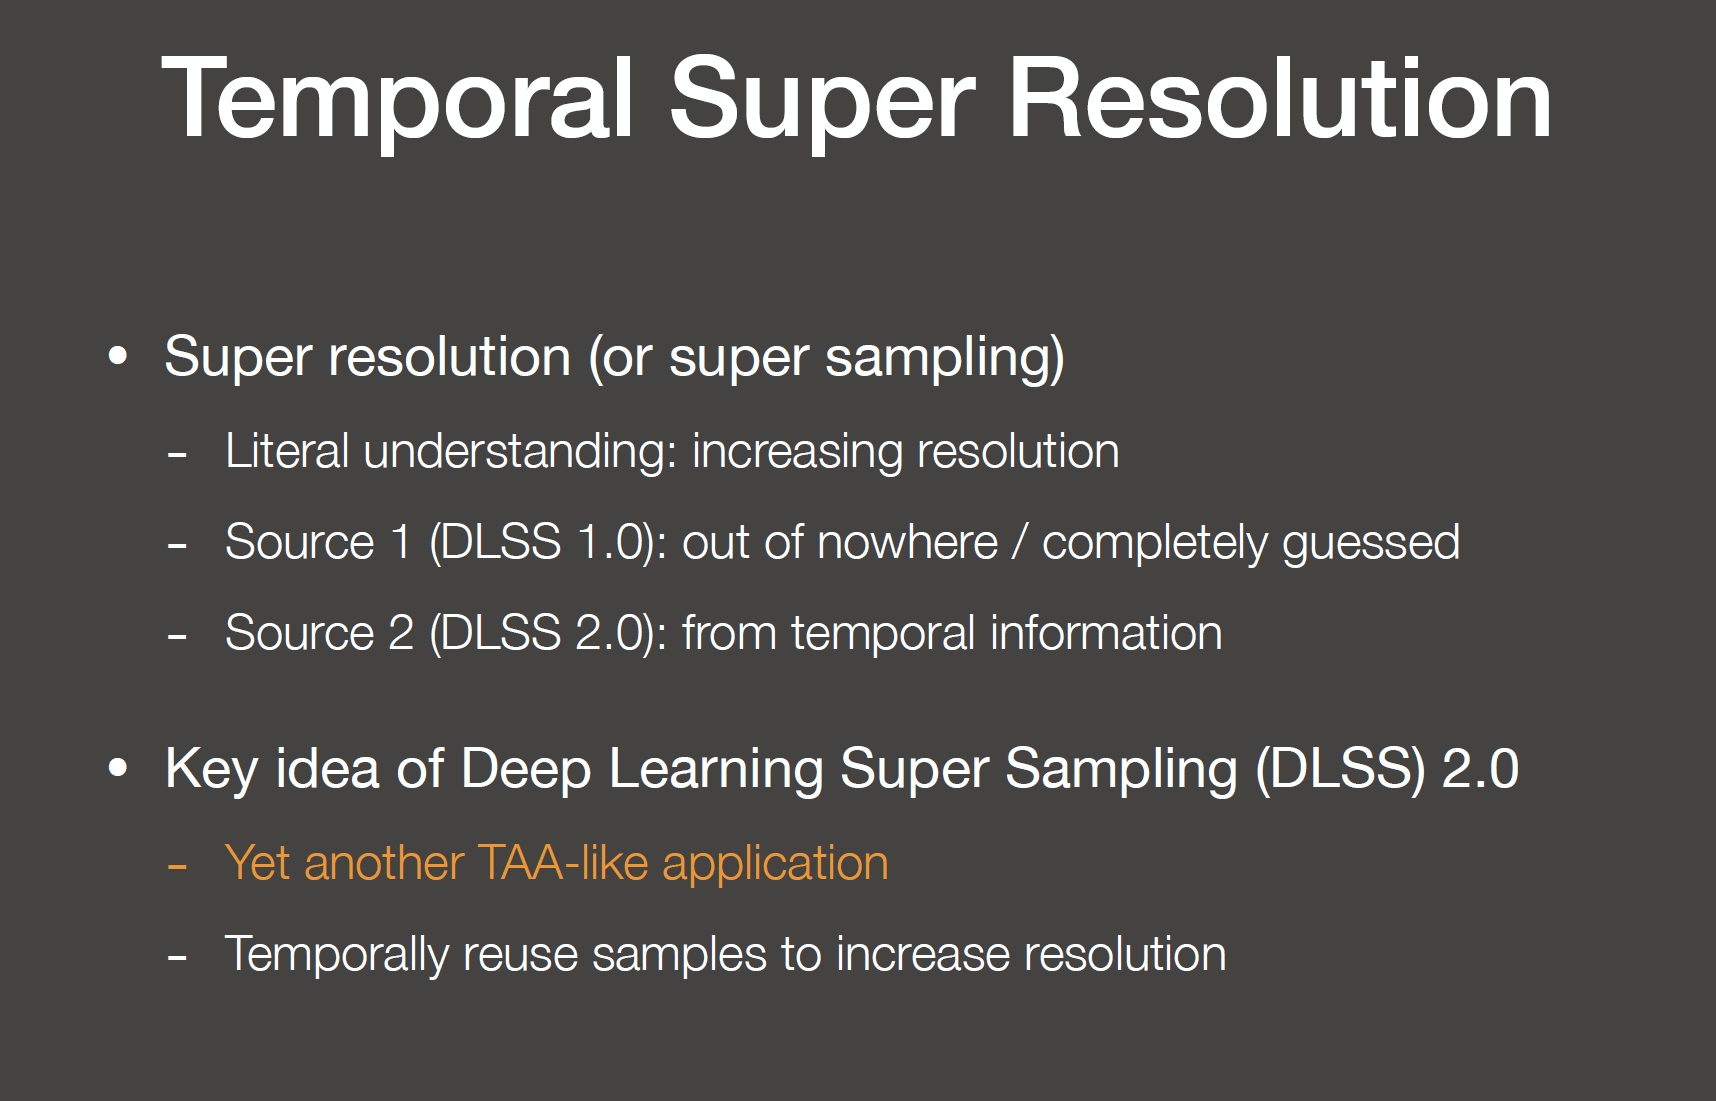 Temporal Super Resolution
• Super resolution (or super sampling)
- Literal understanding: increasing resolution
- Source 1 (DLSS 1.0): out of nowhere / completely guessed
- Source 2 (DLSS 2.0): from temporal information
• Key idea of Deep Learning Super Sampling (DLSS) 2.0
- Yet another TAA-like application
- Temporally reuse samples to increase resolution